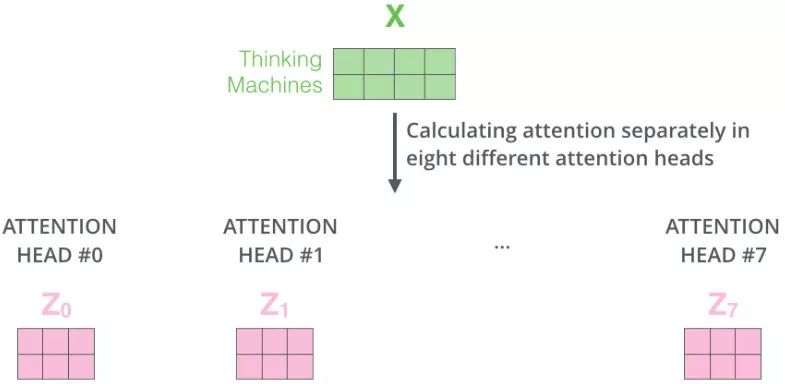 X
Thinking
Machines
Calculating attention separately in
eight different attention heads
ATTENTION
HEAD #0
ATTENTION
HEAD #1
...
ATTENTION
HEAD #7
Z0
Z1
Z7